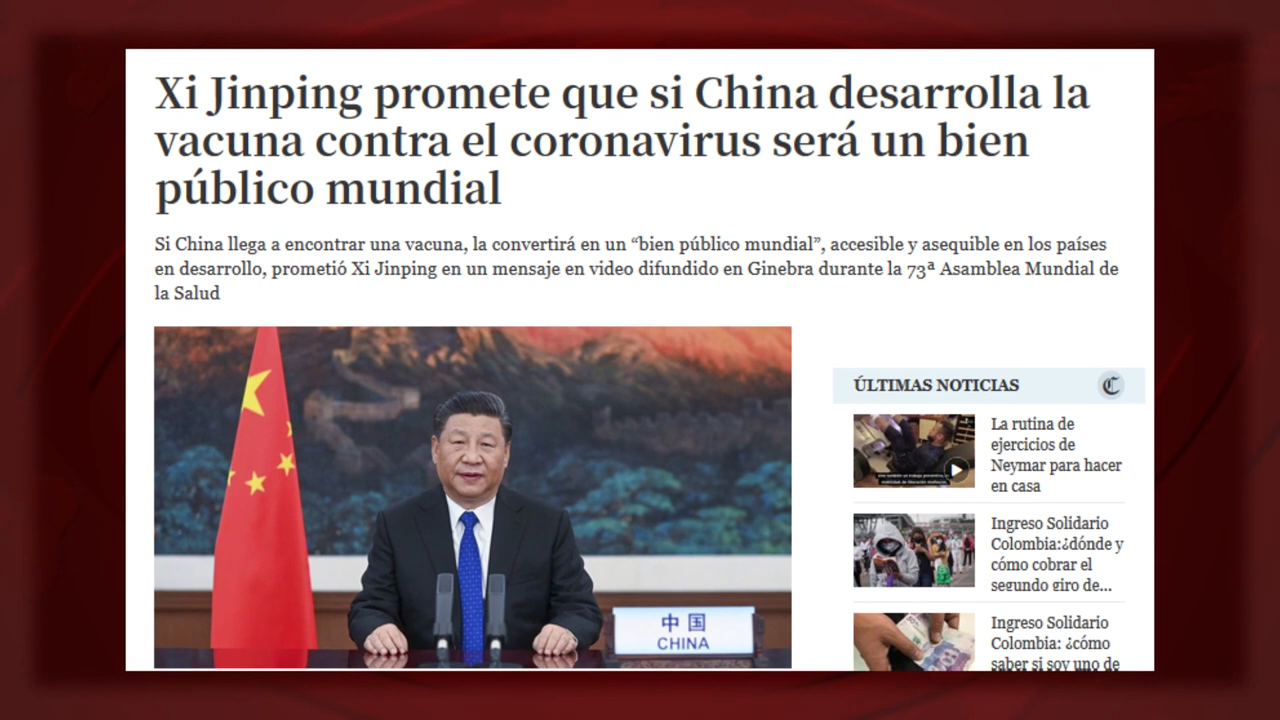 Xi Jinping promete que si China desarrolla la
vacuna contra el coronavirus será un bien
público mundial
Si China llega a encontrar una vacuna, la convertirá en un “bien público mundial”, accesible y asequible en los países
en desarrollo, prometió Xi Jinping en un mensaje en video difundido en Ginebra durante la 73ª Asamblea Mundial de
la Salud
中国
CHINA
ÚLTIMAS NOTICIAS
La rutina de
ejercicios de
Neymar para hacer
en casa
Ingreso Solidario
Colombia:¿dónde y
cómo cobrar el
segundo giro de...
Ingreso Solidario
Colombia: ¿cómo
saber si soy uno de